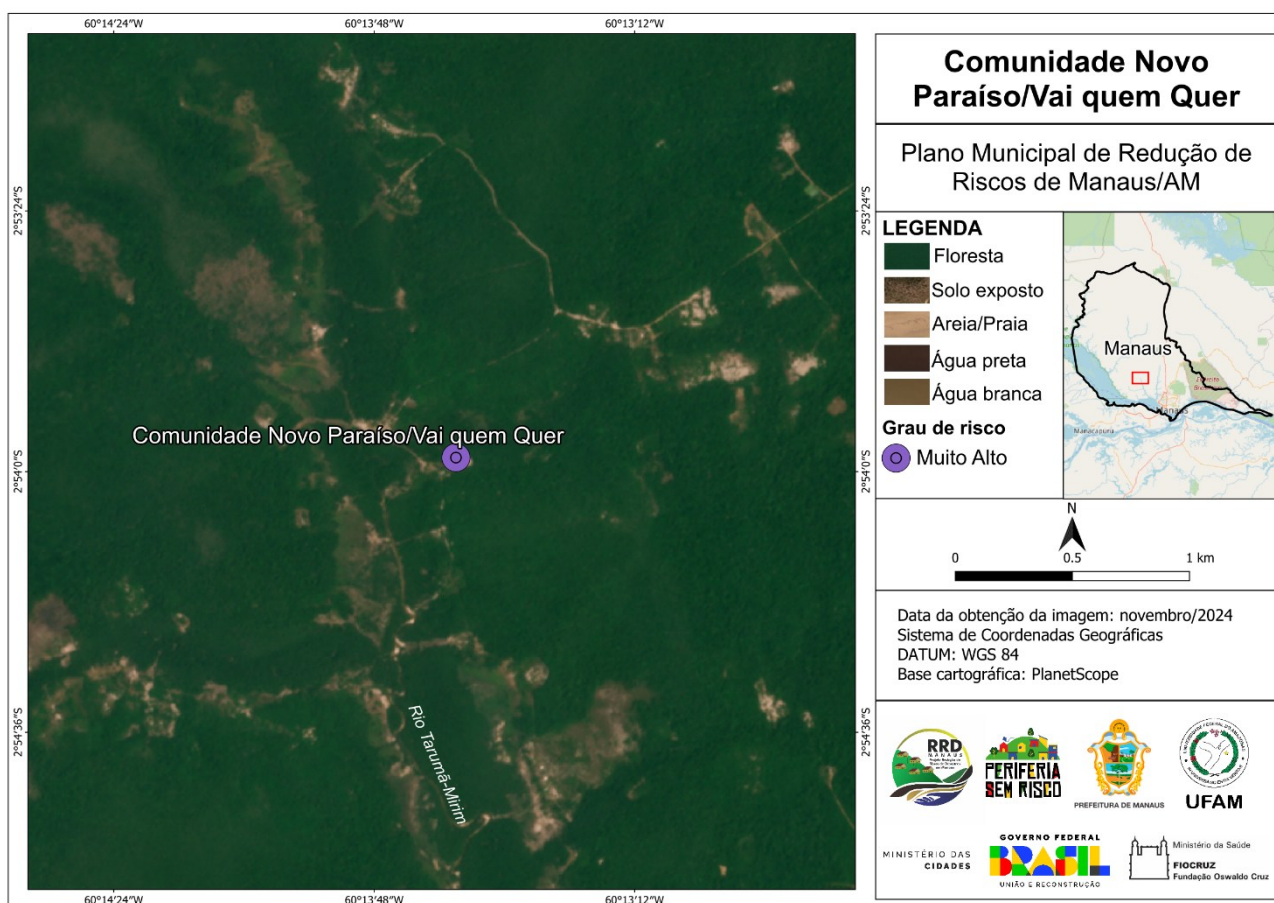 60°14'24"W
60°13'48"W
60°13'12"W
2°53'24"S
2°54'0"S
2°54'36"S
2°53'24"S
2°54'0"S
2°54'36"S
60°14'24"W
60°13'48"W
60°13'12"W
Comunidade Novo Paraíso/Vai quem Quer
Rio Tarumã-Mirim
Comunidade Novo
Paraíso/Vai quem Quer
Plano Municipal de Redução de
Riscos de Manaus/AM
LEGENDA
Floresta
Solo exposto
Areia/Praia
Água preta
Água branca
Grau de risco
Muito Alto
Manaus
Manaus
Manacapuru
N
0 0.5 1 km
Data da obtenção da imagem: novembro/2024
Sistema de Coordenadas Geográficas
DATUM: WGS 84
Base cartográfica: PlanetScope
RRD
MANAUS
PERIFERIA
SEM RISCO
PREFEITURA DE MANAUS
UFAM
MINISTÉRIO DAS
CIDADES
GOVERNO FEDERAL
BRASIL
UNIÃO E RECONSTRUÇÃO
Ministério da Saúde
FIOCRUZ
Fundação Oswaldo Cruz